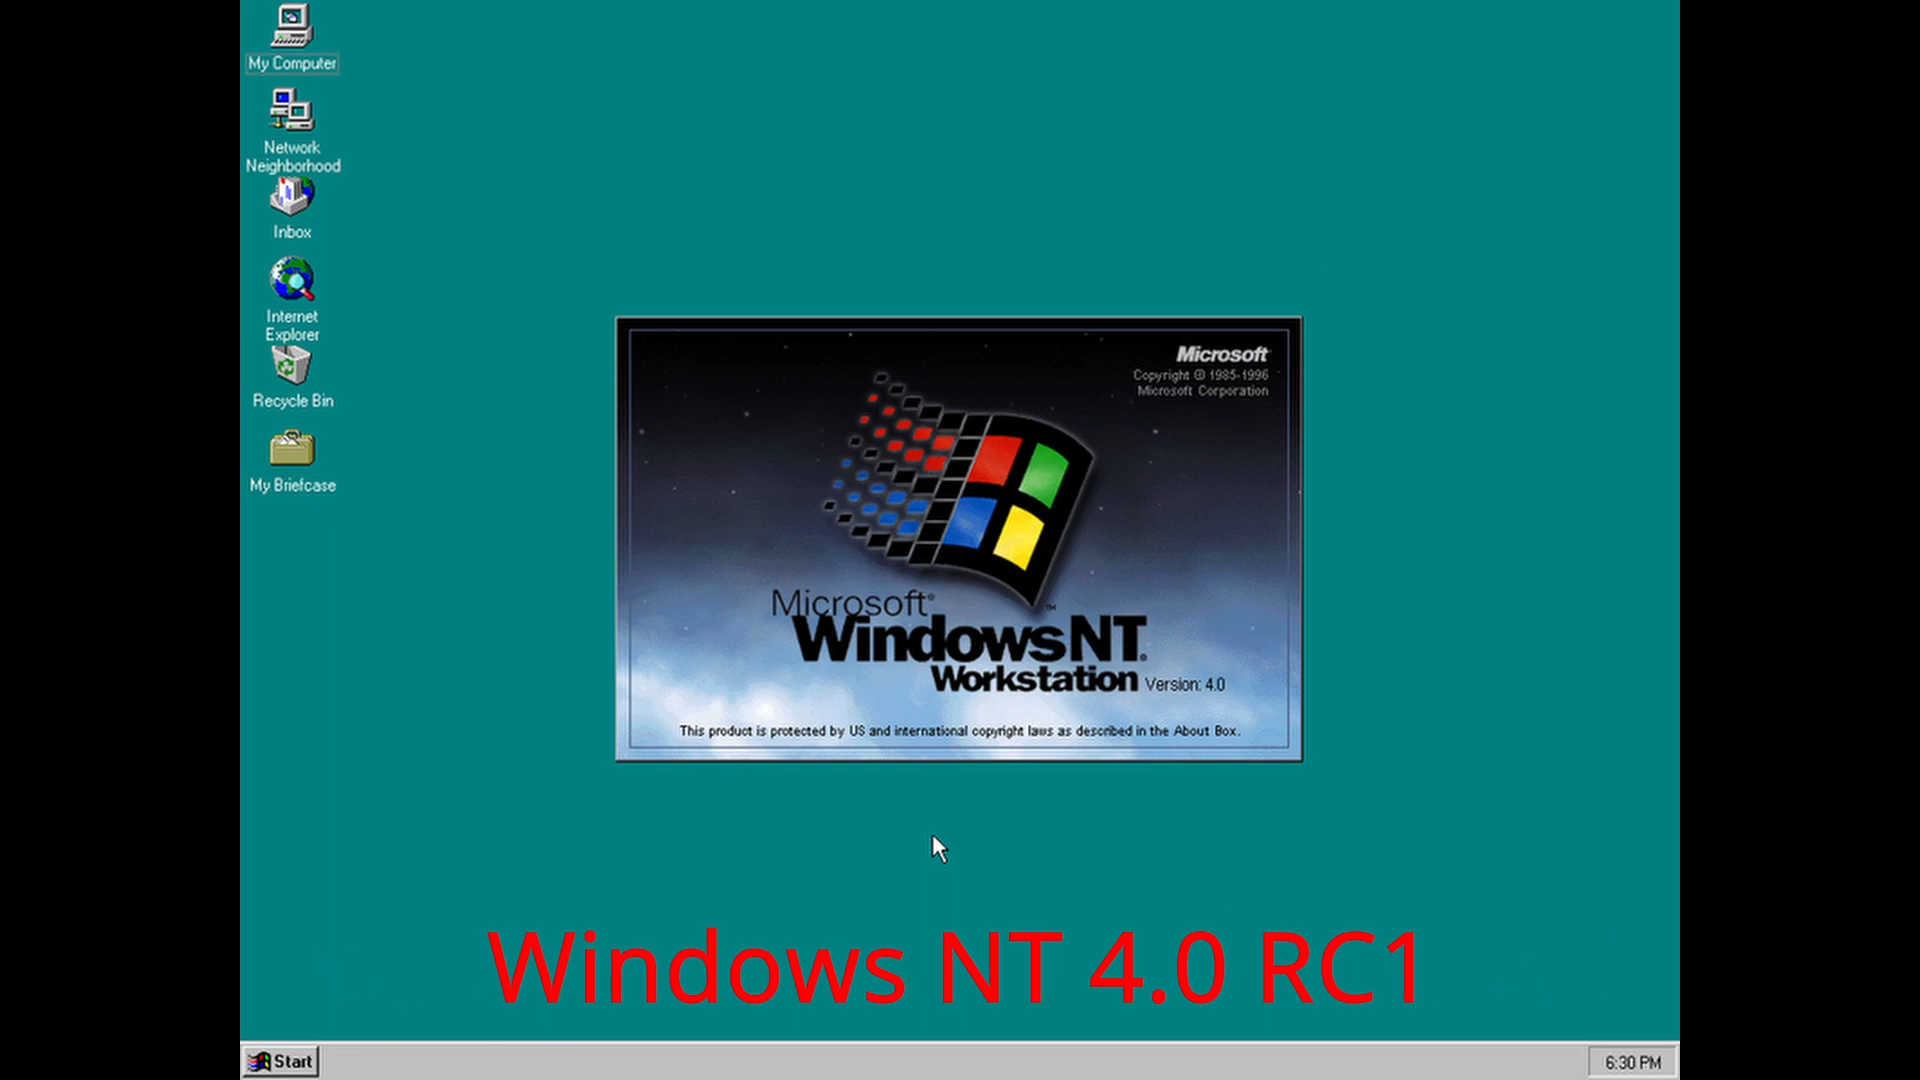 My Computer
Network
Neighborhood
Inbox
Internet
Explorer
Recycle Bin
My Briefcase
Microsoft
Copyright © 1985-1996
Microsoft Corporation
Microsoft®
WindowsNT®
Workstation Version: 4.0
This product is protected by US and international copyright laws as described in the About Box.
Windows NT 4.0 RC1
Start
6:30 PM